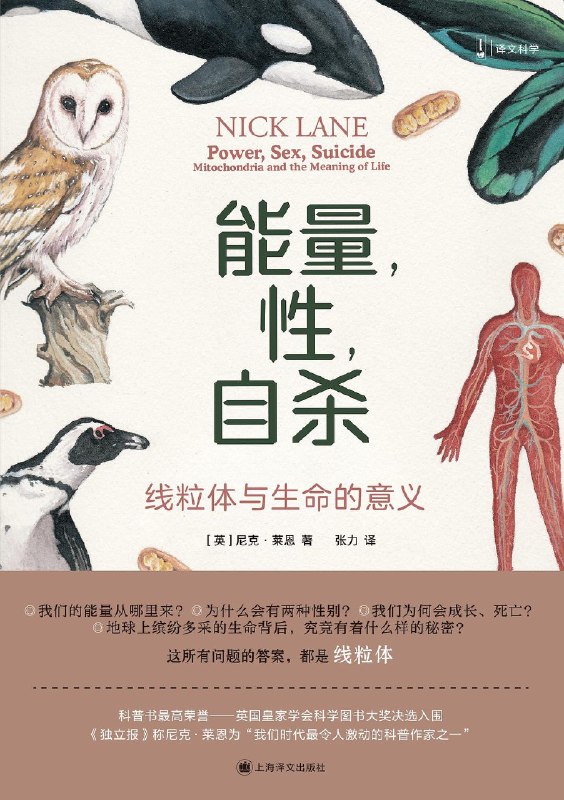 译文科学
NICK LANE
Power, Sex, Suicide
Mitochondria and the Meaning of Life
能量,
性,
自杀
线粒体与生命的意义
[英]尼克·莱恩 著 张力 译
◎我们的能量从哪里来？◎为什么会有两种性别？◎我们为何会成长、死亡？
◎地球上缤纷多采的生命背后，究竟有着什么样的秘密？
这所有问题的答案，都是 线粒体
科普书最高荣誉——英国皇家学会科学图书大奖决选入围
《独立报》称尼克·莱恩为“我们时代最令人激动的科普作家之一”
上海译文出版社